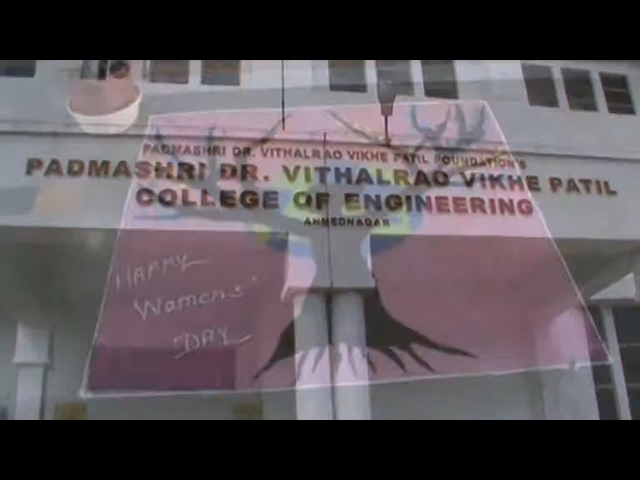 PADMASHRI DR. VITHALRAO VIKHE PATIL FOUNDATION'S
PADMASHRI DR. VITHALRAO VIKHE PATIL
COLLEGE OF ENGINEERING
AHMEDNAGAR
HAPPY
Womens'
DAY